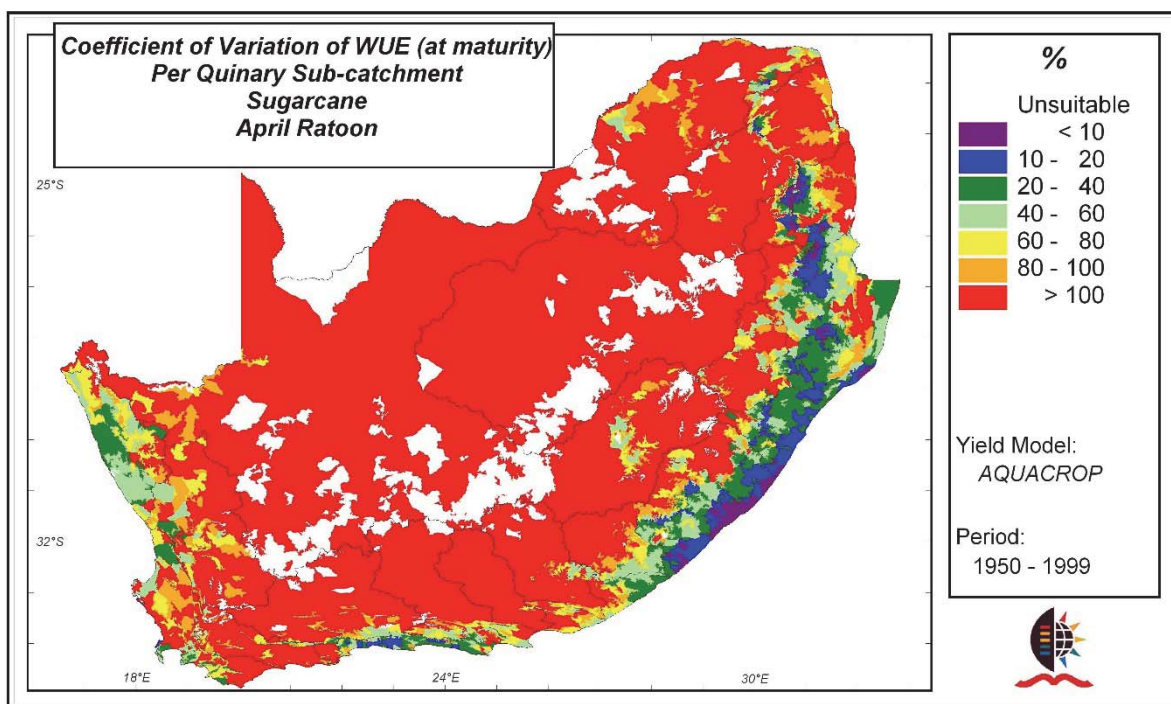 Coefficient of Variation of WUE (at maturity)
Per Quinary Sub-catchment
Sugarcane
April Ratoon
%
Unsuitable
< 10
10 - 20
20 - 40
40 - 60
60 - 80
80 - 100
> 100
Yield Model:
AQUACROP
Period:
1950 - 1999
25°S
32°S
18°E
24°E
30°E